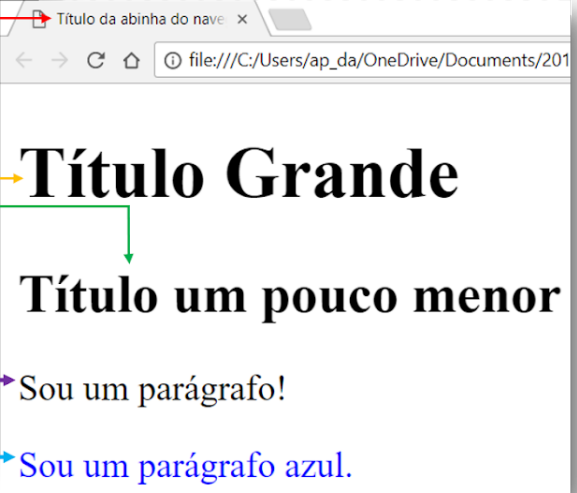 Título da abinha do nave
file:///C:/Users/ap_da/OneDrive/Documents/201
Título Grande
Título um pouco menor
Sou um parágrafo!
Sou um parágrafo azul.